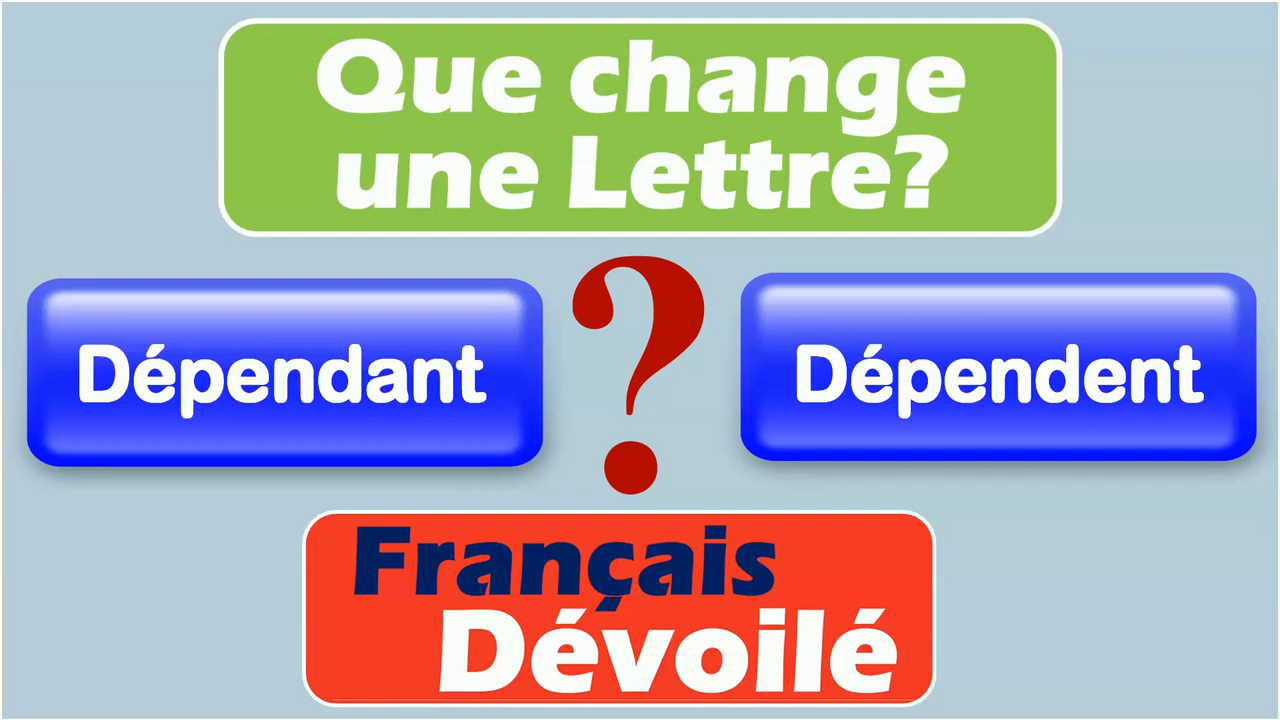 Que change
une Lettre?
Dépendant
?
Dépendent
Français
Dévoilé